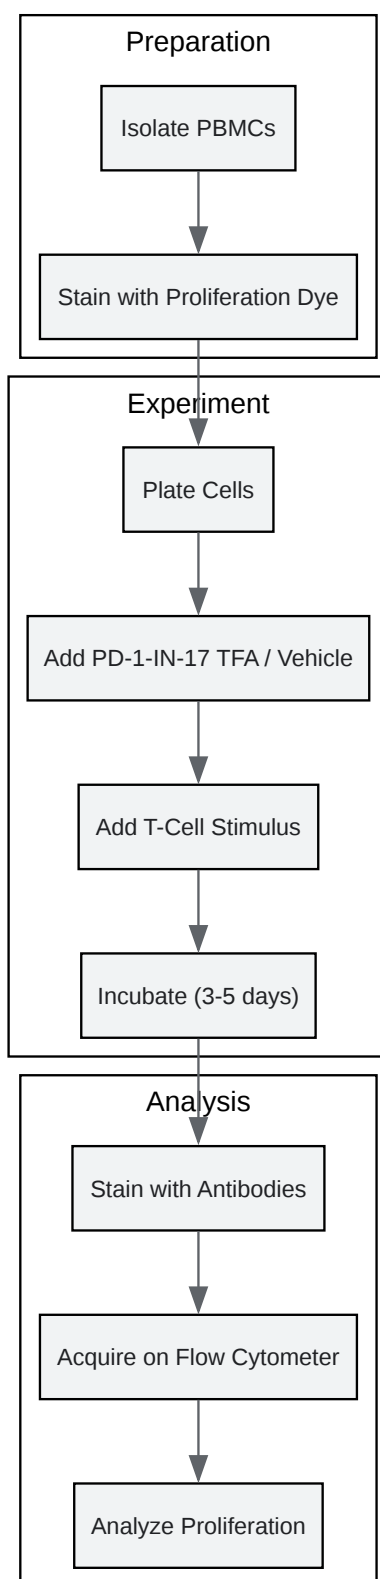 Preparation
Isolate PBMCs
Stain with Proliferation Dye
Experiment
Plate Cells
Add PD-1-IN-17 TFA / Vehicle
Add T-Cell Stimulus
Incubate (3-5 days)
Analysis
Stain with Antibodies
Acquire on Flow Cytometer
Analyze Proliferation